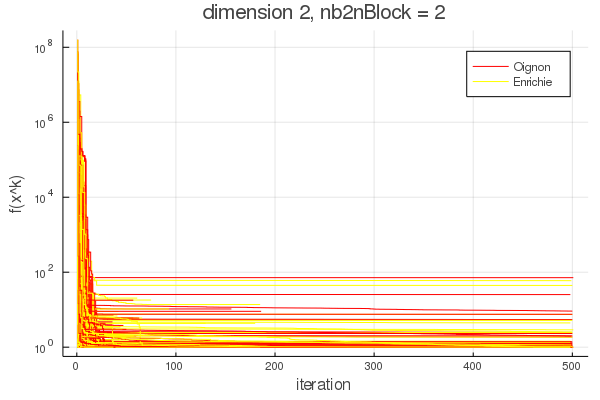 dimension 2, nb2nBlock = 2
Oignon
Enrichie
f(x^k)
10^8
10^6
10^4
10^2
10^0
0 100 200 300 400 500
iteration